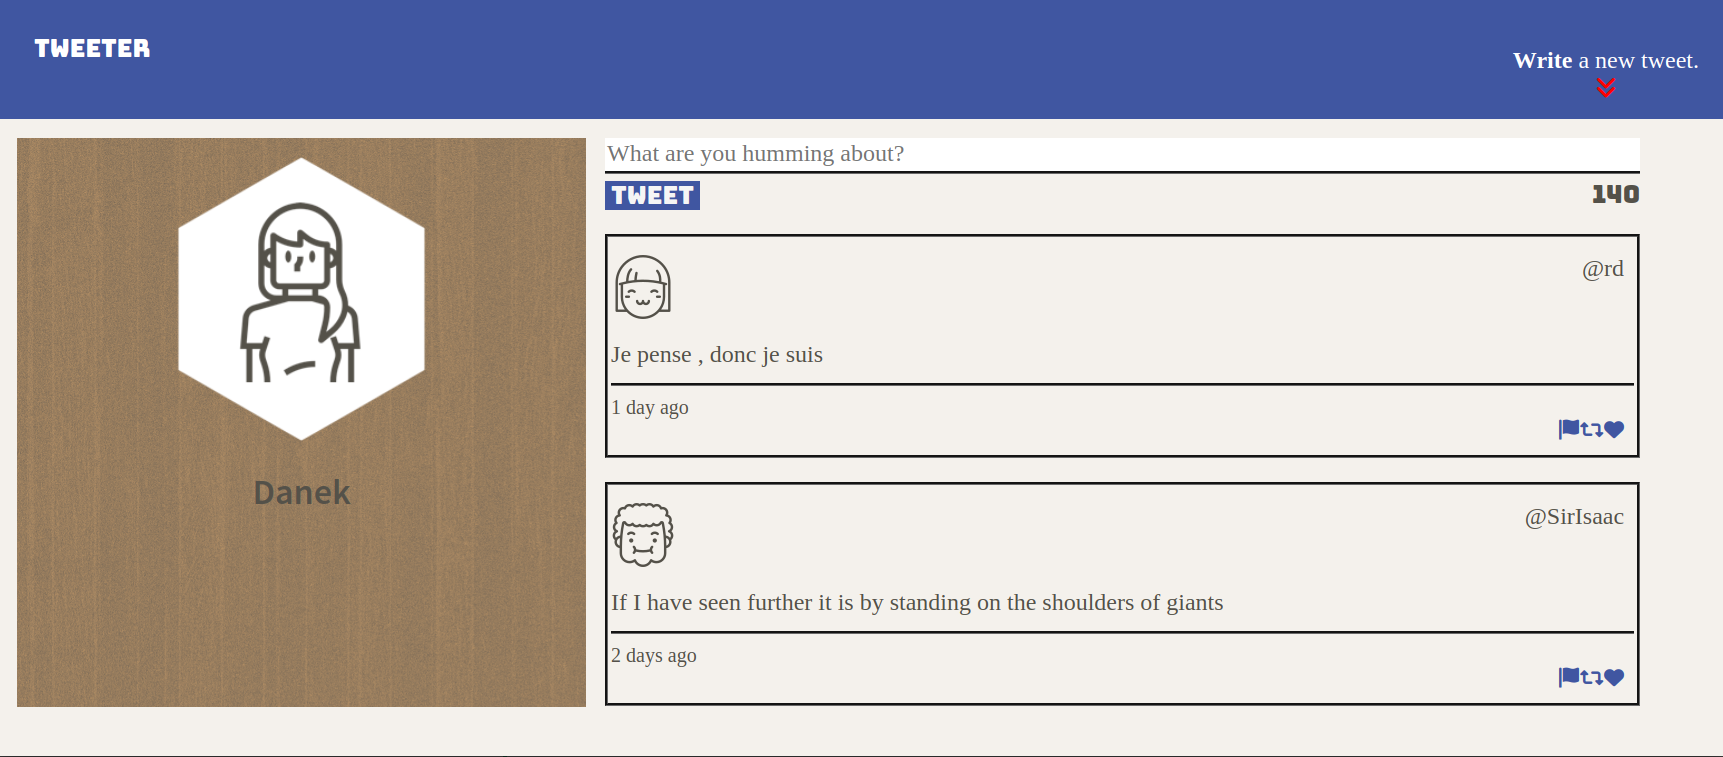 TWEETER
Write a new tweet.
Danek
What are you humming about?
TWEET
140
@rd
Je pense , donc je suis
1 day ago
@SirIsaac
If I have seen further it is by standing on the shoulders of giants
2 days ago